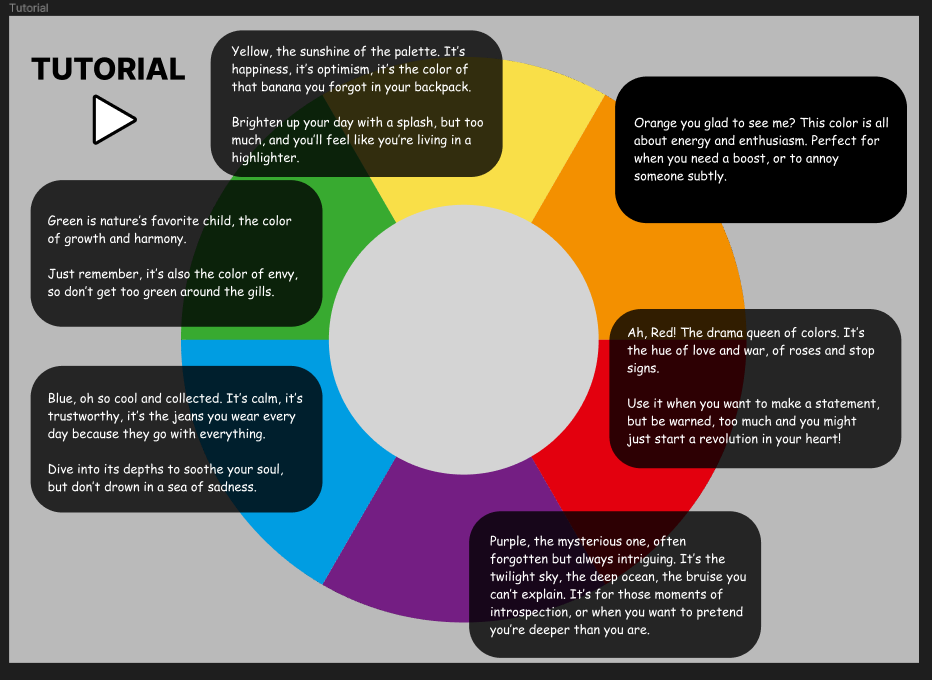 Tutorial
TUTORIAL
Yellow, the sunshine of the palette. It's
happiness, it's optimism, it's the color of
that banana you forgot in your backpack.
Brighten up your day with a splash, but too
much, and you'll feel like you're living in a
highlighter.
Orange you glad to see me? This color is all
about energy and enthusiasm. Perfect for
when you need a boost, or to annoy
someone subtly.
Green is nature's favorite child, the color
of growth and harmony.
Just remember, it's also the color of envy,
so don't get too green around the gills.
Ah, Red! The drama queen of colors. It's
the hue of love and war, of roses and stop
signs.
Use it when you want to make a statement,
but be warned, too much and you might
just start a revolution in your heart!
Blue, oh so cool and collected. It's calm, it's
trustworthy, it's the jeans you wear every
day because they go with everything.
Dive into its depths to soothe your soul,
but don't drown in a sea of sadness.
Purple, the mysterious one, often
forgotten but always intriguing. It's the
twilight sky, the deep ocean, the bruise you
can't explain. It's for those moments of
introspection, or when you want to pretend
you're deeper than you are.